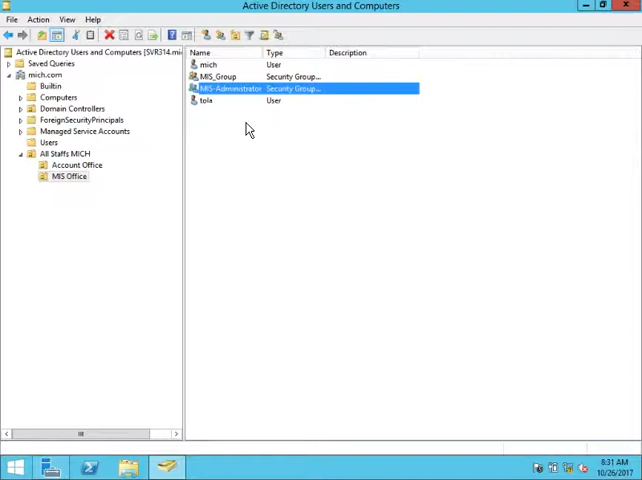 Active Directory Users and Computers
File Action View Help
Active Directory Users and Computers [SVR314.mi
Saved Queries
mich.com
Builtin
Computers
Domain Controllers
ForeignSecurityPrincipals
Managed Service Accounts
Users
All Staffs MICH
Account Office
MIS Office
Name Type Description
mich User
MIS_Group Security Group...
MIS-Administrator Security Group...
tola User
8:31 AM
10/26/2017